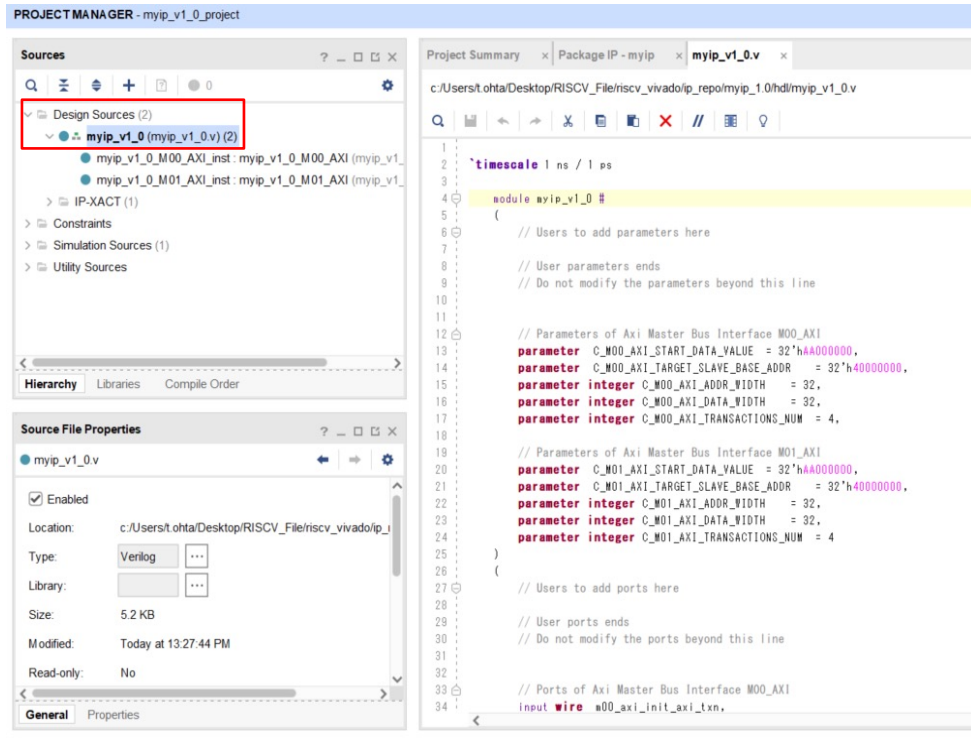 PROJECT MANAGER - myip_v1_0_project
Sources
? _ X
0
Design Sources (2)
myip_v1_0 (myip_v1_0.v) (2)
myip_v1_0_M00_AXI_inst : myip_v1_0_M00_AXI (myip_v1_
myip_v1_0_M01_AXI_inst : myip_v1_0_M01_AXI (myip_v1_
IP-XACT (1)
Constraints
Simulation Sources (1)
Utility Sources
Hierarchy Libraries Compile Order
Source File Properties
? _ X
myip_v1_0.v
Enabled
Location: c:/Users/t.ohta/Desktop/RISCV_File/riscv_vivado/ip_
Type: Verilog ...
Library: ...
Size: 5.2 KB
Modified: Today at 13:27:44 PM
Read-only: No
General Properties
Project Summary × Package IP - myip × myip_v1_0.v ×
c:/Users/t.ohta/Desktop/RISCV_File/riscv_vivado/ip_repo/myip_1.0/hdl/myip_v1_0.v
1
2 `timescale 1 ns / 1 ps
3
4 module myip_v1_0 #
5 (
6 // Users to add parameters here
7
8 // User parameters ends
9 // Do not modify the parameters beyond this line
10
11
12 // Parameters of Axi Master Bus Interface M00_AXI
13 parameter C_M00_AXI_START_DATA_VALUE = 32'hAA000000,
14 parameter C_M00_AXI_TARGET_SLAVE_BASE_ADDR = 32'h40000000,
15 parameter integer C_M00_AXI_ADDR_WIDTH = 32,
16 parameter integer C_M00_AXI_DATA_WIDTH = 32,
17 parameter integer C_M00_AXI_TRANSACTIONS_NUM = 4,
18
19 // Parameters of Axi Master Bus Interface M01_AXI
20 parameter C_M01_AXI_START_DATA_VALUE = 32'hAA000000,
21 parameter C_M01_AXI_TARGET_SLAVE_BASE_ADDR = 32'h40000000,
22 parameter integer C_M01_AXI_ADDR_WIDTH = 32,
23 parameter integer C_M01_AXI_DATA_WIDTH = 32,
24 parameter integer C_M01_AXI_TRANSACTIONS_NUM = 4
25 )
26 (
27 // Users to add ports here
28
29 // User ports ends
30 // Do not modify the ports beyond this line
31
32
33 // Ports of Axi Master Bus Interface M00_AXI
34 input wire m00_axi_init_axi_txn,